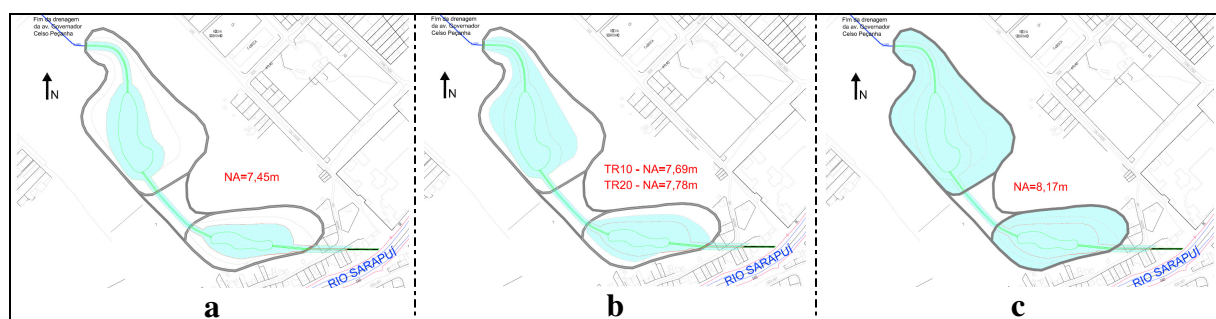 Fim da drenagem
da av. Governador
Celso Peçanha
N
NA=7,45m
RIO SARAPUÍ
a
Fim da drenagem
da av. Governador
Celso Peçanha
N
TR10 - NA=7,69m
TR20 - NA=7,78m
RIO SARAPUÍ
b
Fim da drenagem
da av. Governador
Celso Peçanha
N
NA=8,17m
RIO SARAPUÍ
c